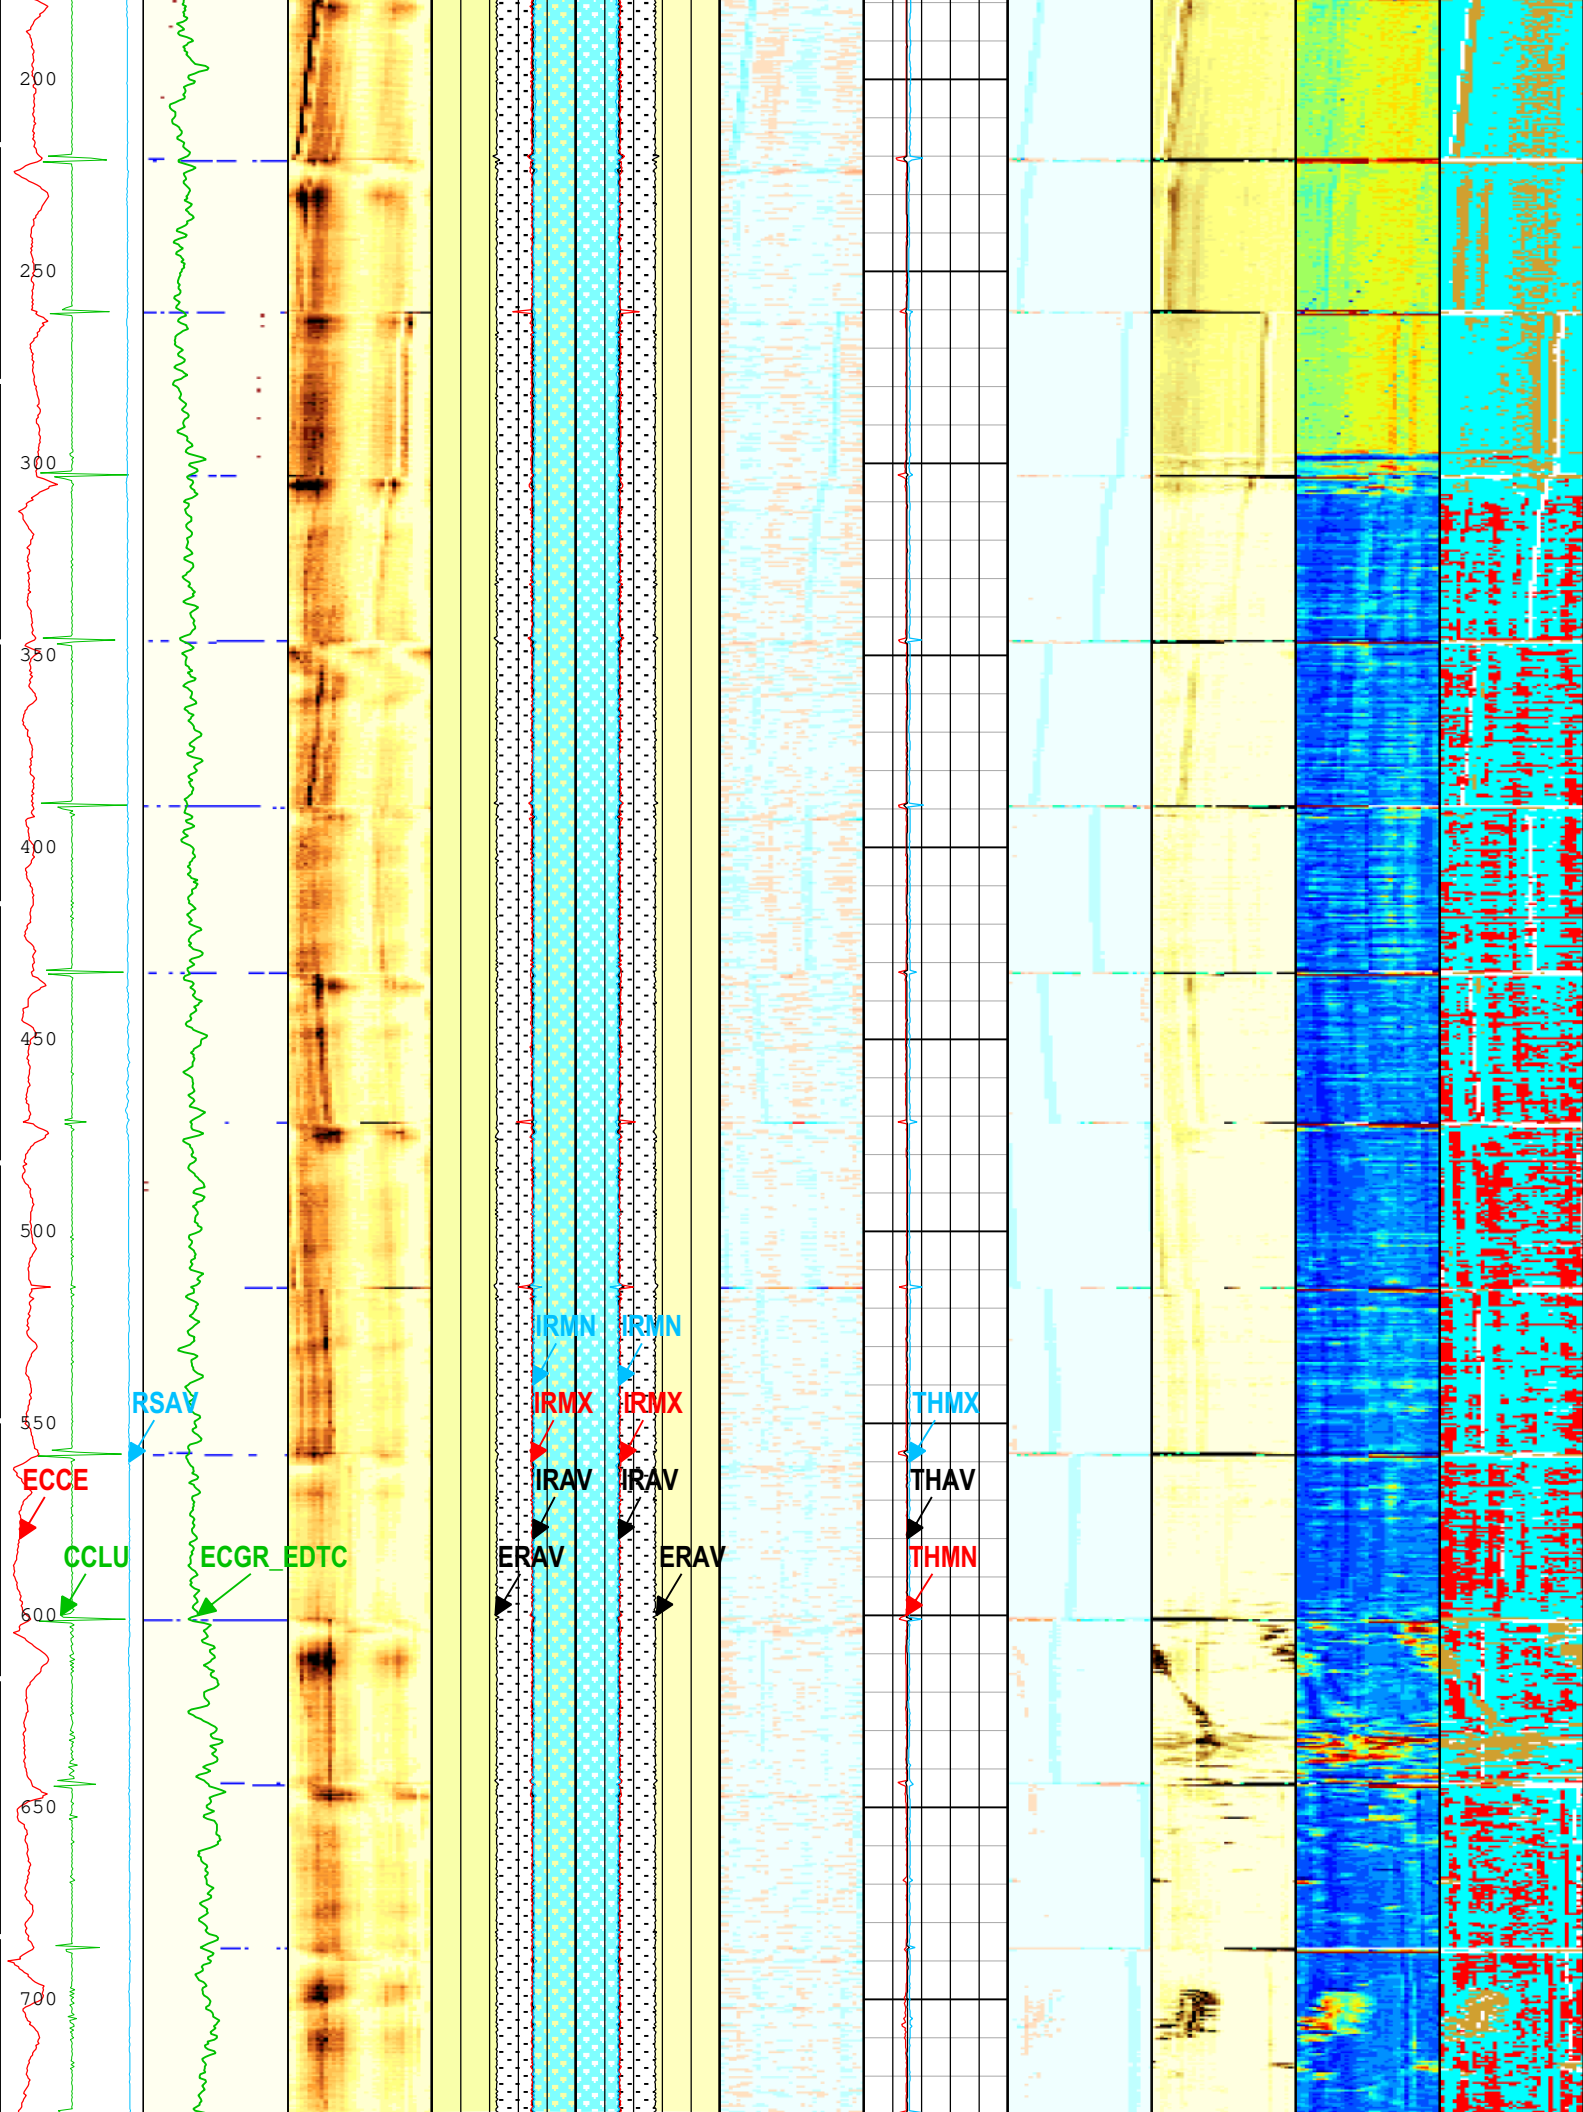 200
250
300
350
400
450
500
IRMN IRMN
RSAV IRMX IRMX THMX
550
ECCE IRAV IRAV THAV
CCLU ECGR_EDTC ERAV ERAV THMN
600
650
700